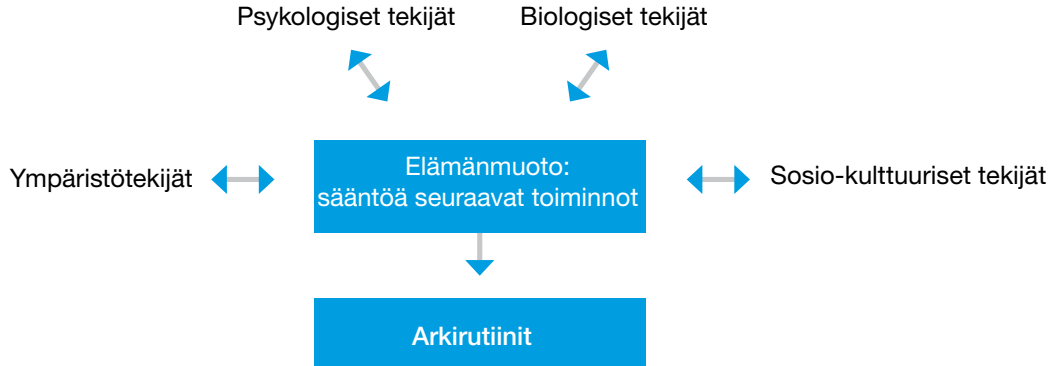 Psykologiset tekijät
Biologiset tekijät
Ympäristötekijät
Elämänmuoto:
sääntöä seuraavat toiminnot
Sosio-kulttuuriset tekijät
Arkirutiinit